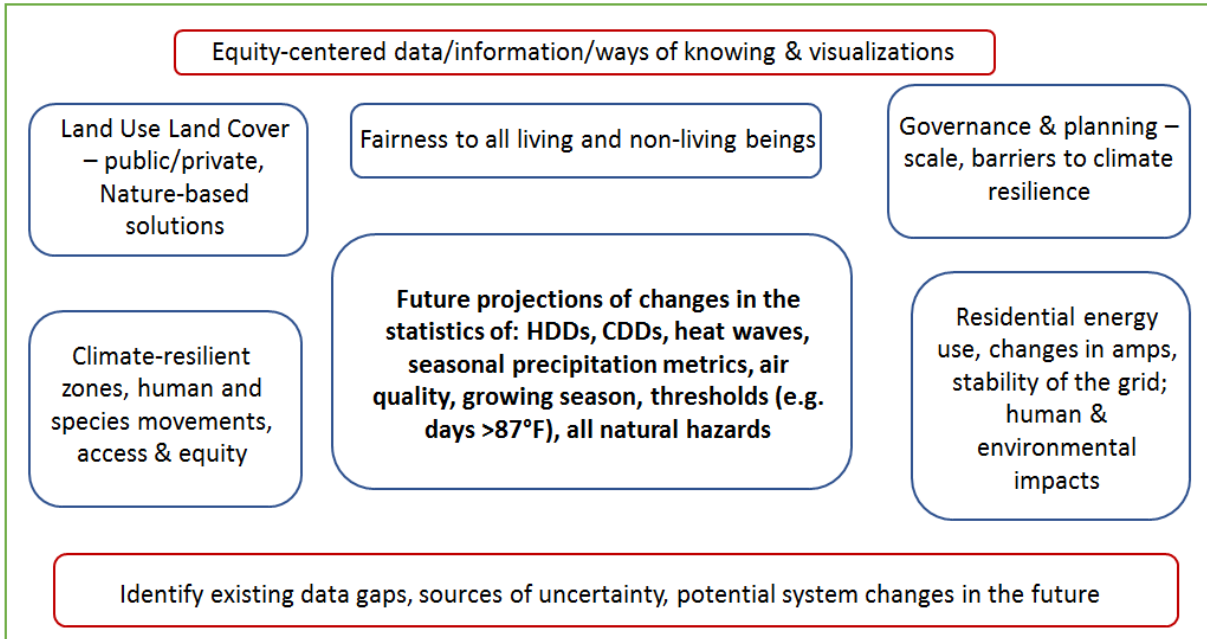 Equity-centered data/information/ways of knowing & visualizations
Land Use Land Cover
– public/private,
Nature-based
solutions
Fairness to all living and non-living beings
Governance & planning –
scale, barriers to climate
resilience
Climate-resilient
zones, human and
species movements,
access & equity
Future projections of changes in the
statistics of: HDDs, CDDs, heat waves,
seasonal precipitation metrics, air
quality, growing season, thresholds (e.g.
days >87°F), all natural hazards
Residential energy
use, changes in amps,
stability of the grid;
human &
environmental
impacts
Identify existing data gaps, sources of uncertainty, potential system changes in the future